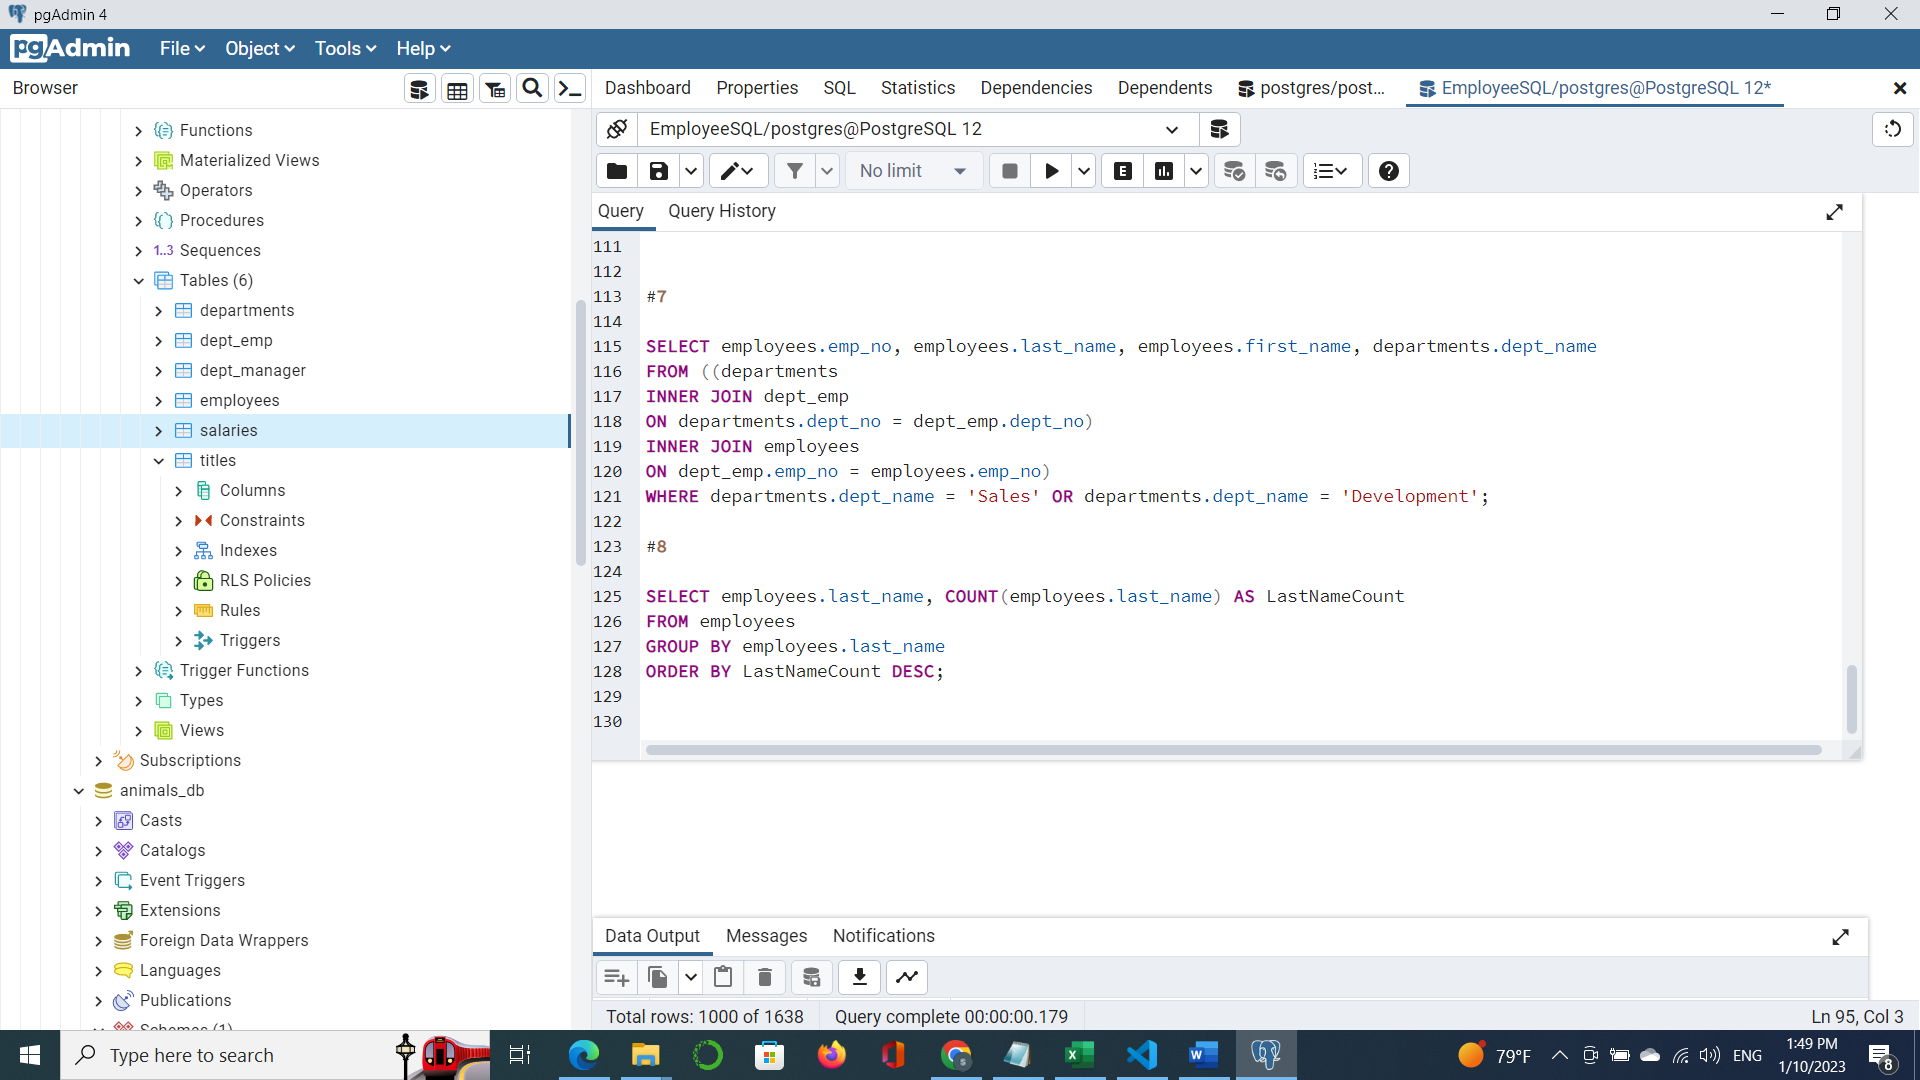 pgAdmin 4
pgAdmin File Object Tools Help
Browser
Dashboard Properties SQL Statistics Dependencies Dependents postgres/post... EmployeeSQL/postgres@PostgreSQL 12*
Functions
Materialized Views
Operators
Procedures
1..3 Sequences
Tables (6)
departments
dept_emp
dept_manager
employees
salaries
titles
Columns
Constraints
Indexes
RLS Policies
Rules
Triggers
Trigger Functions
Types
Views
Subscriptions
animals_db
Casts
Catalogs
Event Triggers
Extensions
Foreign Data Wrappers
Languages
Publications
Schemas (1)
EmployeeSQL/postgres@PostgreSQL 12
No limit
E
Query Query History
111
112
113 #7
114
115 SELECT employees.emp_no, employees.last_name, employees.first_name, departments.dept_name
116 FROM ((departments
117 INNER JOIN dept_emp
118 ON departments.dept_no = dept_emp.dept_no)
119 INNER JOIN employees
120 ON dept_emp.emp_no = employees.emp_no)
121 WHERE departments.dept_name = 'Sales' OR departments.dept_name = 'Development';
122
123 #8
124
125 SELECT employees.last_name, COUNT(employees.last_name) AS LastNameCount
126 FROM employees
127 GROUP BY employees.last_name
128 ORDER BY LastNameCount DESC;
129
130
Data Output Messages Notifications
Total rows: 1000 of 1638 Query complete 00:00:00.179 Ln 95, Col 3
Type here to search
79°F ENG
1:49 PM
1/10/2023
8